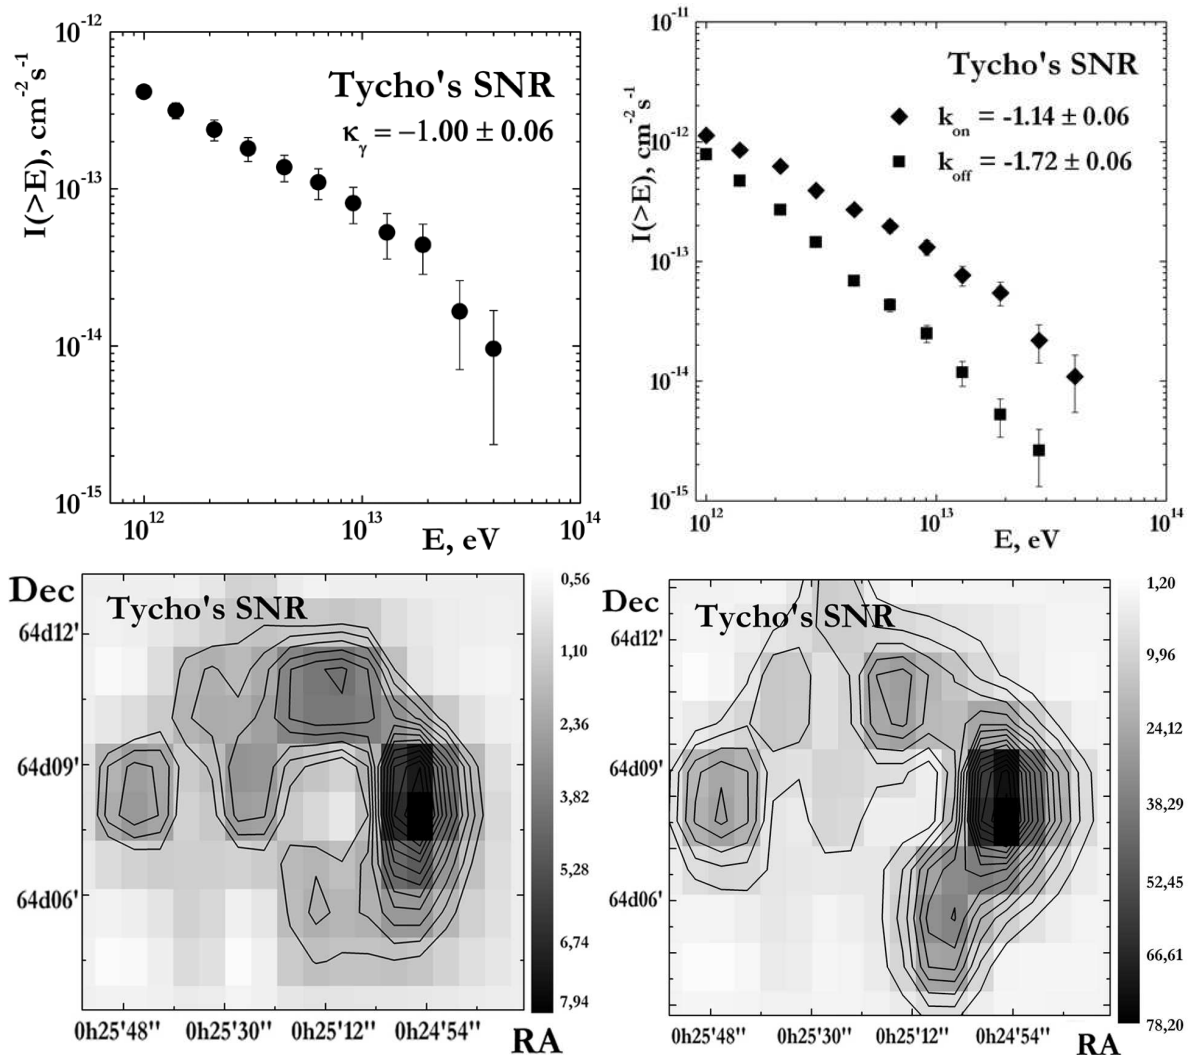 10^-12
10^-13
10^-14
10^-15
I(>E), cm^-2 s^-1
Tycho's SNR
κ_γ = −1.00 ± 0.06
10^12
10^13
10^14
E, eV
10^-11
10^-12
10^-13
10^-14
10^-15
I(>E), cm^-2 s^-1
Tycho's SNR
k_on = -1.14 ± 0.06
k_off = -1.72 ± 0.06
10^12
10^13
10^14
E, eV
Dec
Tycho's SNR
64d12'
64d09'
64d06'
0h25'48''
0h25'30''
0h25'12''
0h24'54''
RA
0,56
1,10
2,36
3,82
5,28
6,74
7,94
Dec
Tycho's SNR
64d12'
64d09'
64d06'
0h25'48''
0h25'30''
0h25'12''
0h24'54''
RA
1,20
9,96
24,12
38,29
52,45
66,61
78,20